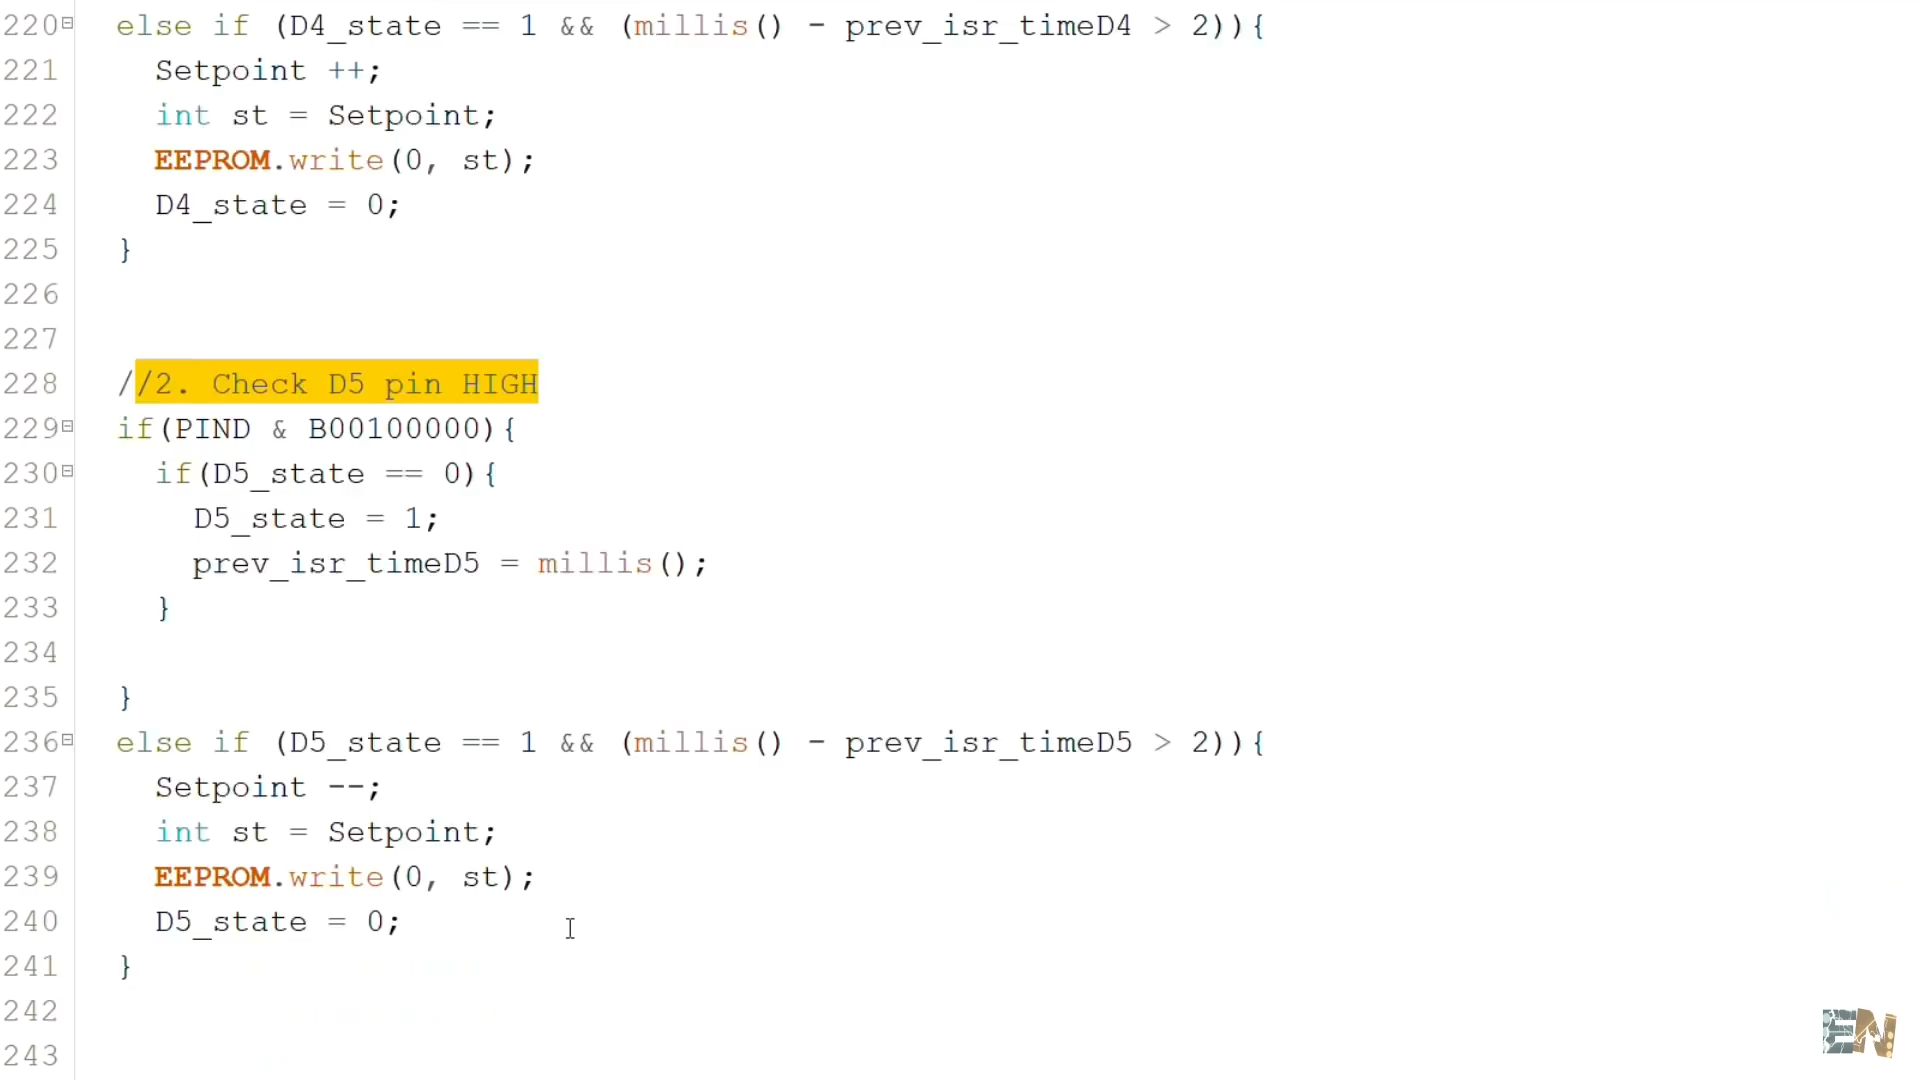 220 else if (D4_state == 1 && (millis() - prev_isr_timeD4 > 2)){
221 Setpoint ++;
222 int st = Setpoint;
223 EEPROM.write(0, st);
224 D4_state = 0;
225 }
226
227
228 //2. Check D5 pin HIGH
229 if(PIND & B00100000){
230 if(D5_state == 0){
231 D5_state = 1;
232 prev_isr_timeD5 = millis();
233 }
234
235 }
236 else if (D5_state == 1 && (millis() - prev_isr_timeD5 > 2)){
237 Setpoint --;
238 int st = Setpoint;
239 EEPROM.write(0, st);
240 D5_state = 0;
241 }
242
243
EN